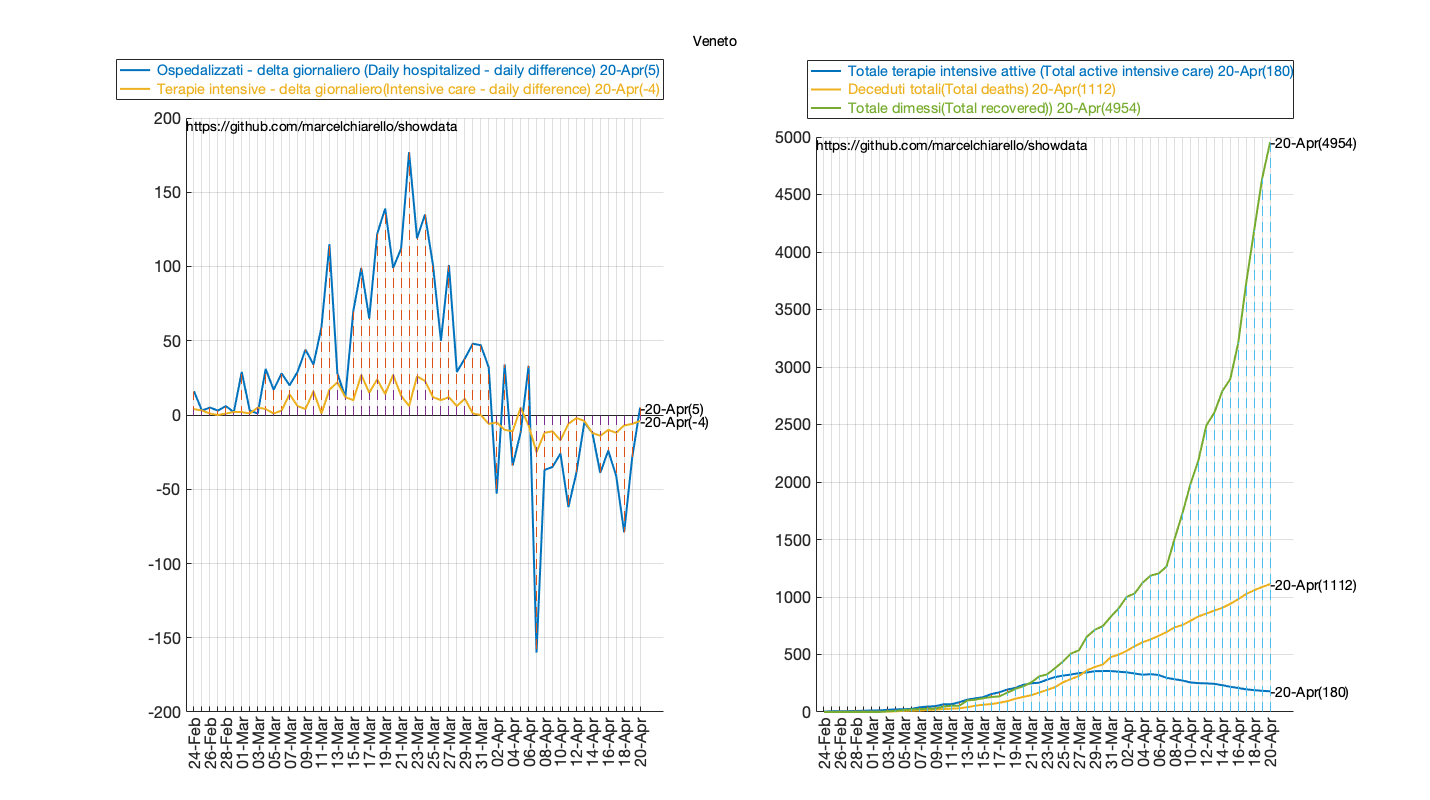 Veneto
Ospedalizzati - delta giornaliero (Daily hospitalized - daily difference) 20-Apr(5)
Terapie intensive - delta giornaliero(Intensive care - daily difference) 20-Apr(-4)
https://github.com/marcelchiarello/showdata
200
150
100
50
0
-50
-100
-150
-200
-20-Apr(5)
-20-Apr(-4)
24-Feb
26-Feb
28-Feb
01-Mar
03-Mar
05-Mar
07-Mar
09-Mar
11-Mar
13-Mar
15-Mar
17-Mar
19-Mar
21-Mar
23-Mar
25-Mar
27-Mar
29-Mar
31-Mar
02-Apr
04-Apr
06-Apr
08-Apr
10-Apr
12-Apr
14-Apr
16-Apr
18-Apr
20-Apr
Totale terapie intensive attive (Total active intensive care) 20-Apr(180)
Deceduti totali(Total deaths) 20-Apr(1112)
Totale dimessi(Total recovered)) 20-Apr(4954)
https://github.com/marcelchiarello/showdata
5000
4500
4000
3500
3000
2500
2000
1500
1000
500
0
-20-Apr(4954)
-20-Apr(1112)
-20-Apr(180)
24-Feb
26-Feb
28-Feb
01-Mar
03-Mar
05-Mar
07-Mar
09-Mar
11-Mar
13-Mar
15-Mar
17-Mar
19-Mar
21-Mar
23-Mar
25-Mar
27-Mar
29-Mar
31-Mar
02-Apr
04-Apr
06-Apr
08-Apr
10-Apr
12-Apr
14-Apr
16-Apr
18-Apr
20-Apr